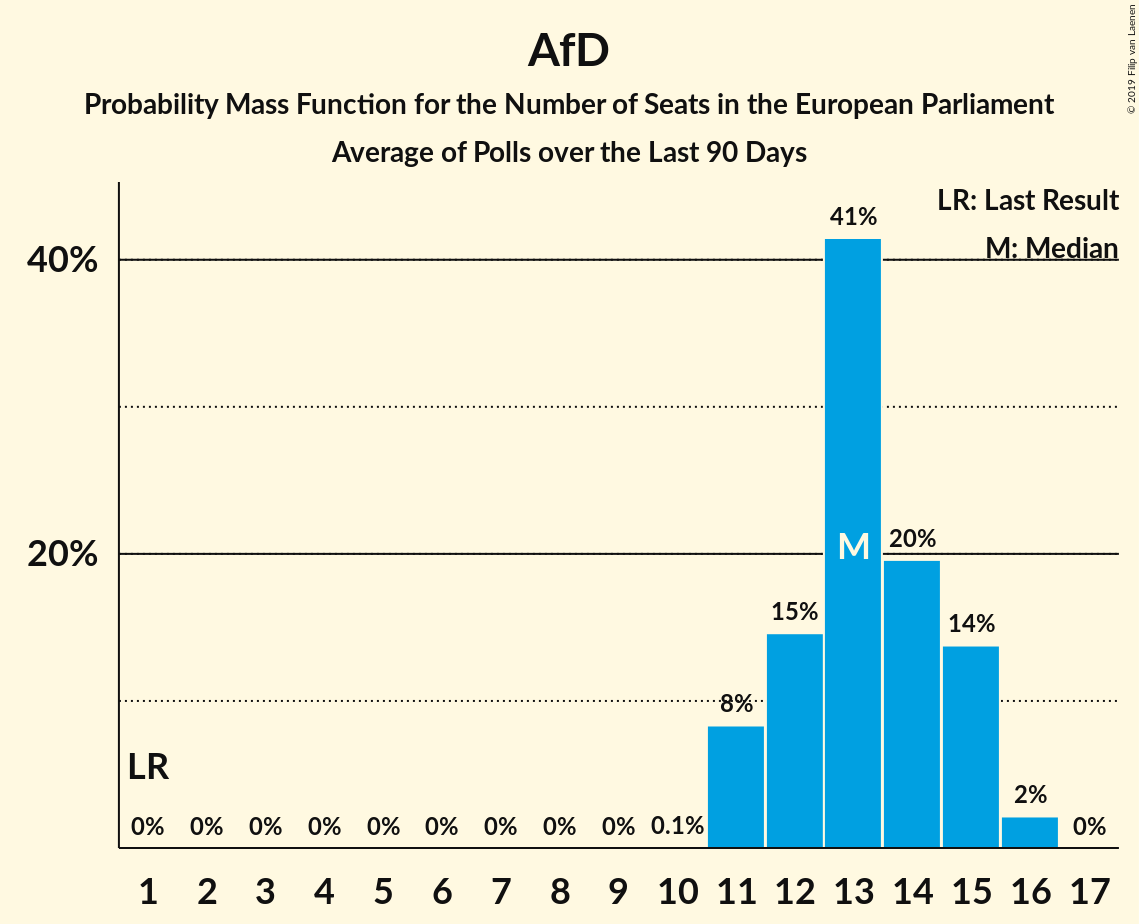 AfD
Probability Mass Function for the Number of Seats in the European Parliament
Average of Polls over the Last 90 Days
© 2019 Filip van Laenen
LR: Last Result
M: Median
41%
40%
M
20%
20%
15%
14%
8%
LR
2%
0% 0% 0% 0% 0% 0% 0% 0% 0% 0.1% 0%
1 2 3 4 5 6 7 8 9 10 11 12 13 14 15 16 17